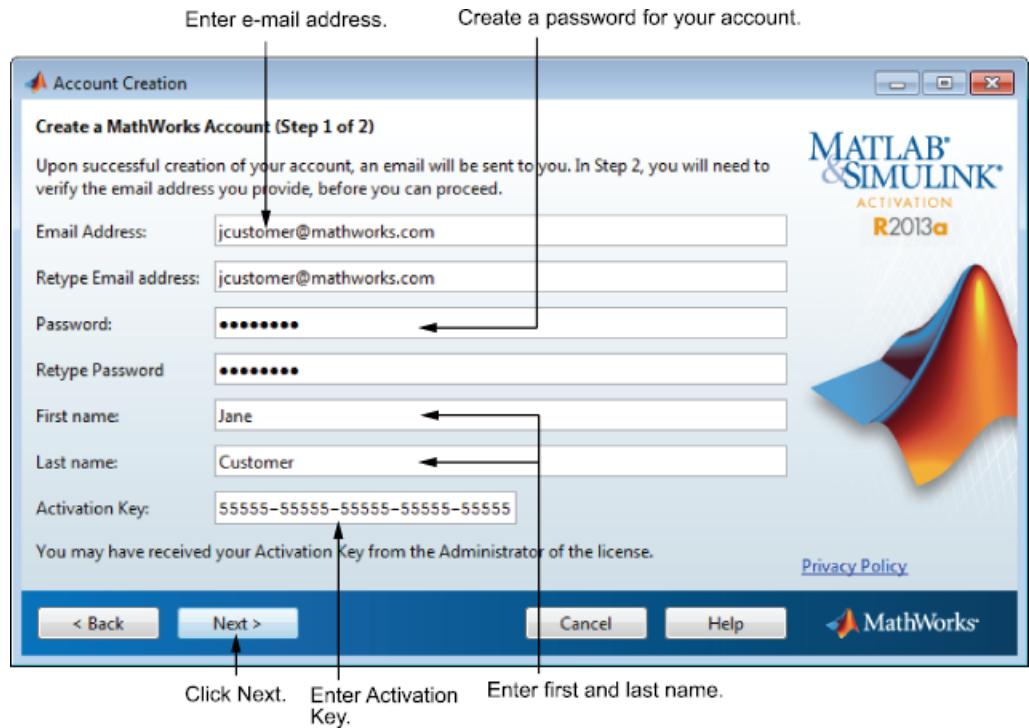 Enter e-mail address.
Create a password for your account.
Account Creation
Create a MathWorks Account (Step 1 of 2)
Upon successful creation of your account, an email will be sent to you. In Step 2, you will need to
verify the email address you provide, before you can proceed.
Email Address:
jcustomer@mathworks.com
Retype Email address:
jcustomer@mathworks.com
Password:
••••••••
Retype Password
••••••••
First name:
Jane
Last name:
Customer
Activation Key:
55555-55555-55555-55555-55555
You may have received your Activation Key from the Administrator of the license.
MATLAB®
&SIMULINK®
ACTIVATION
R2013a
Privacy Policy
< Back
Next >
Cancel
Help
MathWorks®
Click Next.
Enter Activation
Key.
Enter first and last name.